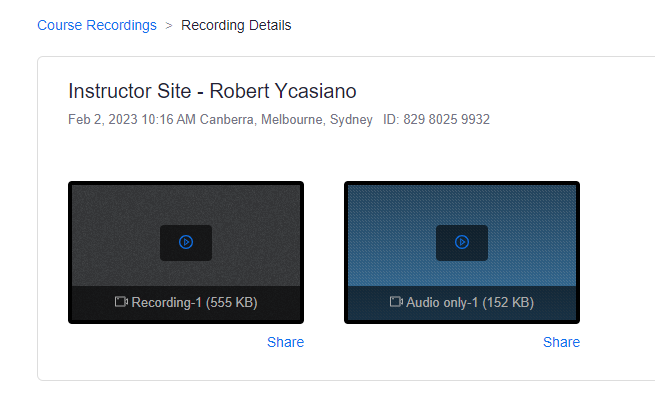 Course Recordings > Recording Details
Instructor Site - Robert Ycasiano
Feb 2, 2023 10:16 AM Canberra, Melbourne, Sydney ID: 829 8025 9932
Recording-1 (555 KB)
Audio only-1 (152 KB)
Share
Share